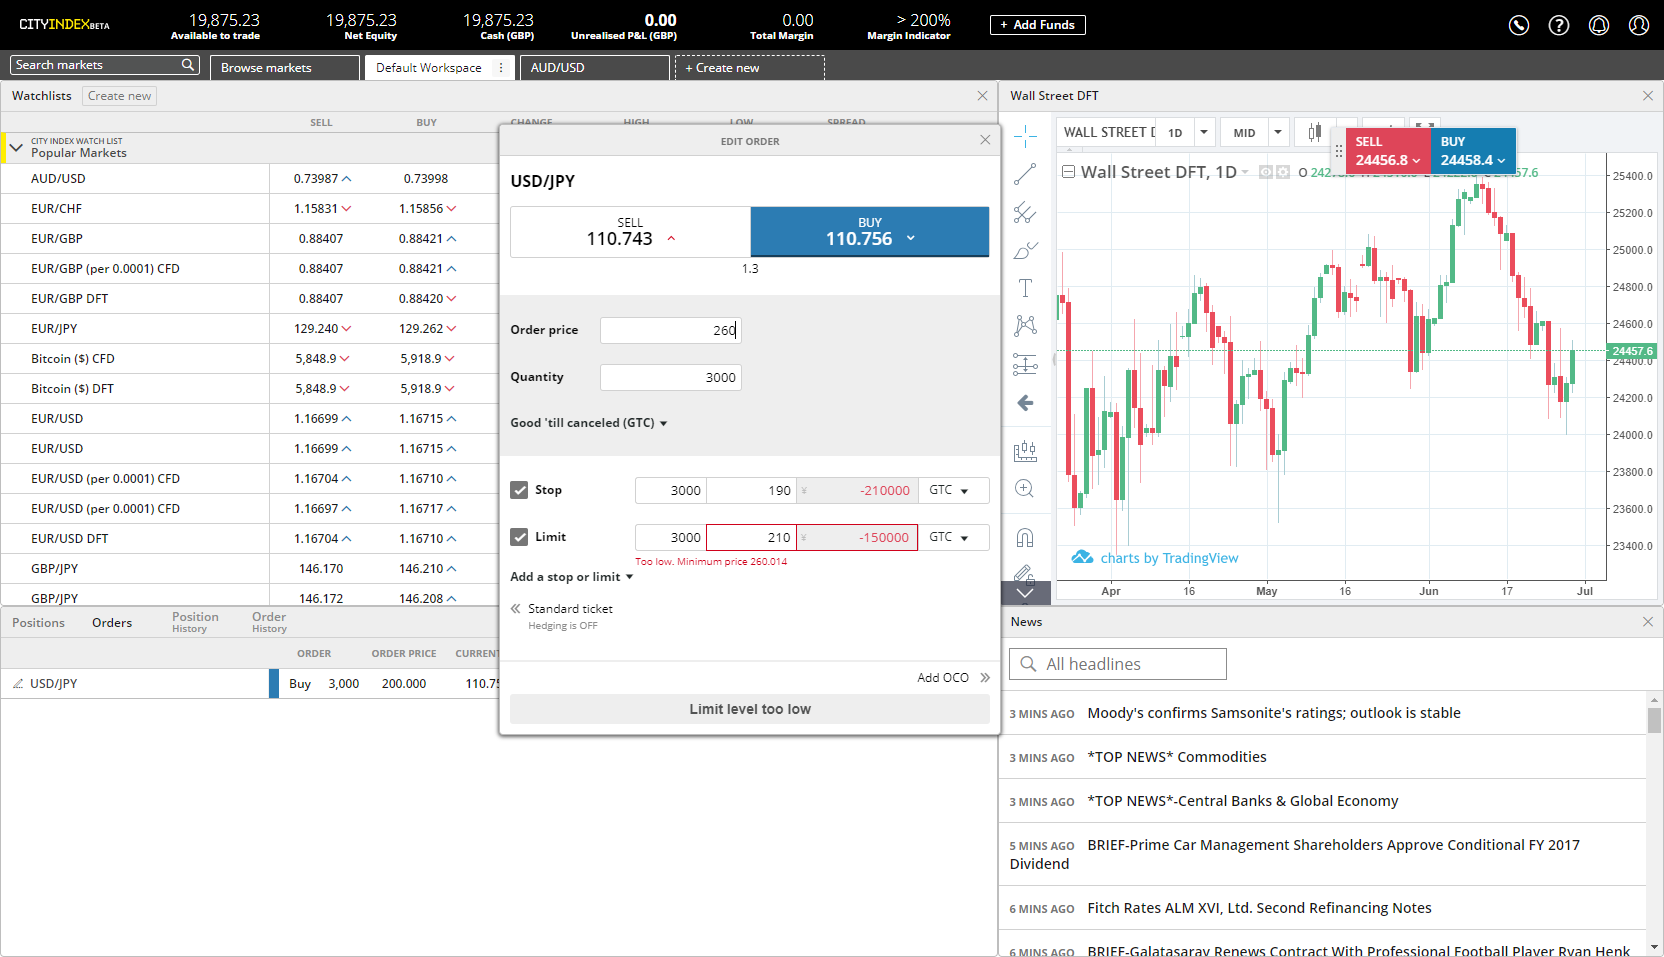 CITYINDEXBETA
19,875.23
Available to trade
19,875.23
Net Equity
19,875.23
Cash (GBP)
0.00
Unrealised P&L (GBP)
0.00
Total Margin
> 200%
Margin Indicator
+ Add Funds
Search markets
Browse markets
Default Workspace
AUD/USD
+ Create new
Watchlists
Create new
SELL BUY CHANGE HIGH LOW SPREAD
CITY INDEX WATCH LIST
Popular Markets
AUD/USD 0.73987 0.73998
EUR/CHF 1.15831 1.15856
EUR/GBP 0.88407 0.88421
EUR/GBP (per 0.0001) CFD 0.88407 0.88421
EUR/GBP DFT 0.88407 0.88420
EUR/JPY 129.240 129.262
Bitcoin ($) CFD 5,848.9 5,918.9
Bitcoin ($) DFT 5,848.9 5,918.9
EUR/USD 1.16699 1.16715
EUR/USD 1.16699 1.16715
EUR/USD (per 0.0001) CFD 1.16704 1.16710
EUR/USD (per 0.0001) CFD 1.16697 1.16717
EUR/USD DFT 1.16704 1.16710
GBP/JPY 146.170 146.210
GBP/JPY 146.172 146.208
Positions
Orders
Position
History
Order
History
ORDER ORDER PRICE CURRENT
USD/JPY Buy 3,000 200.000 110.75
EDIT ORDER
USD/JPY
SELL
110.743
BUY
110.756
1.3
Order price 260
Quantity 3000
Good 'till canceled (GTC)
Stop 3000 190 ¥ -210000 GTC
Limit 3000 210 ¥ -150000 GTC
Too low. Minimum price 260.014
Add a stop or limit
Standard ticket
Hedging is OFF
Add OCO
Limit level too low
Wall Street DFT
WALL STREET D 1D MID
SELL
24456.8
BUY
24458.4
Wall Street DFT, 1D
25400.0
25200.0
25000.0
24800.0
24600.0
24457.6
24400.0
24200.0
24000.0
23800.0
23600.0
23400.0
charts by TradingView
Apr 16 May 16 Jun 17 Jul
News
All headlines
3 MINS AGO Moody's confirms Samsonite's ratings; outlook is stable
3 MINS AGO *TOP NEWS* Commodities
3 MINS AGO *TOP NEWS*-Central Banks & Global Economy
5 MINS AGO BRIEF-Prime Car Management Shareholders Approve Conditional FY 2017
Dividend
6 MINS AGO Fitch Rates ALM XVI, Ltd. Second Refinancing Notes
6 MINS AGO BRIEF-Galatasaray Renews Contract With Professional Football Player Ryan Henk